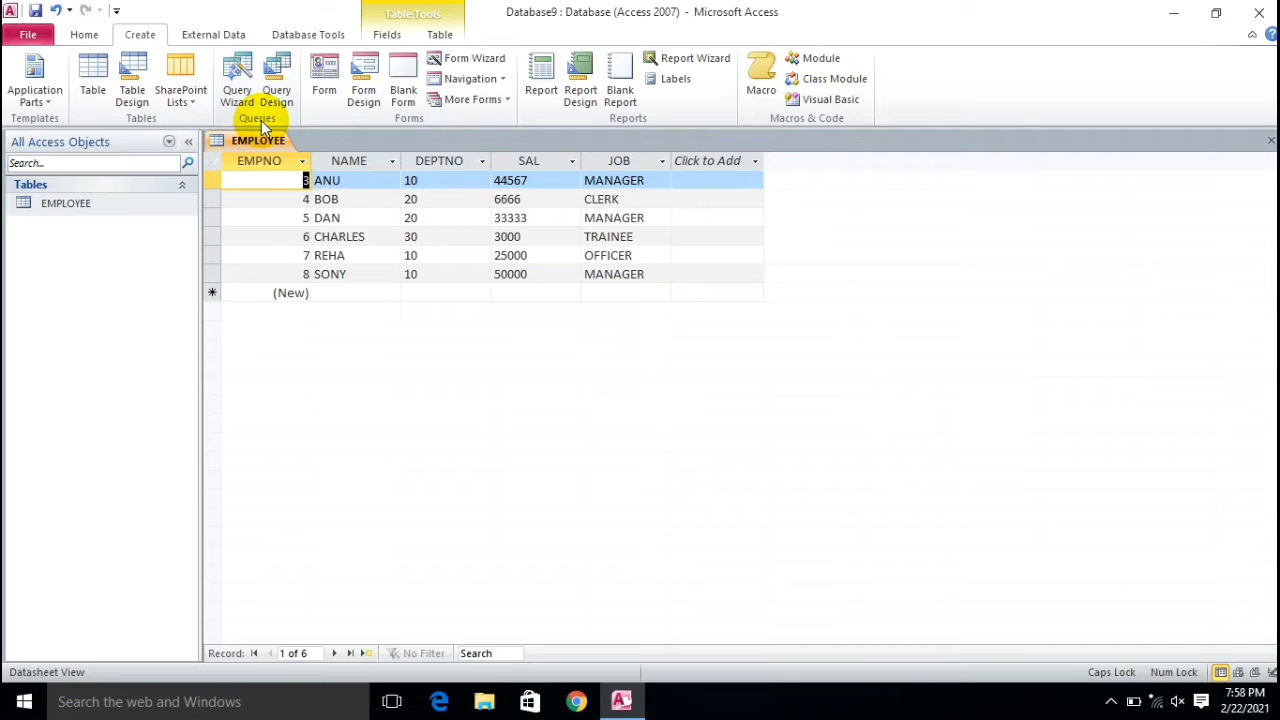 Table Tools
Database9 : Database (Access 2007) - Microsoft Access
File Home Create External Data Database Tools Fields Table
Application Parts Table Table Design SharePoint Lists Query Wizard Query Design Form Form Design Blank Form Form Wizard Navigation More Forms Report Report Design Blank Report Report Wizard Labels Macro Module Class Module Visual Basic
Templates Tables Queries Forms Reports Macros & Code
All Access Objects
EMPLOYEE
Search...
Tables
EMPLOYEE
EMPNO NAME DEPTNO SAL JOB Click to Add
3 ANU 10 44567 MANAGER
4 BOB 20 6666 CLERK
5 DAN 20 33333 MANAGER
6 CHARLES 30 3000 TRAINEE
7 REHA 10 25000 OFFICER
8 SONY 10 50000 MANAGER
(New)
Record: 1 of 6 No Filter Search
Datasheet View Caps Lock Num Lock
Search the web and Windows
7:58 PM
2/22/2021